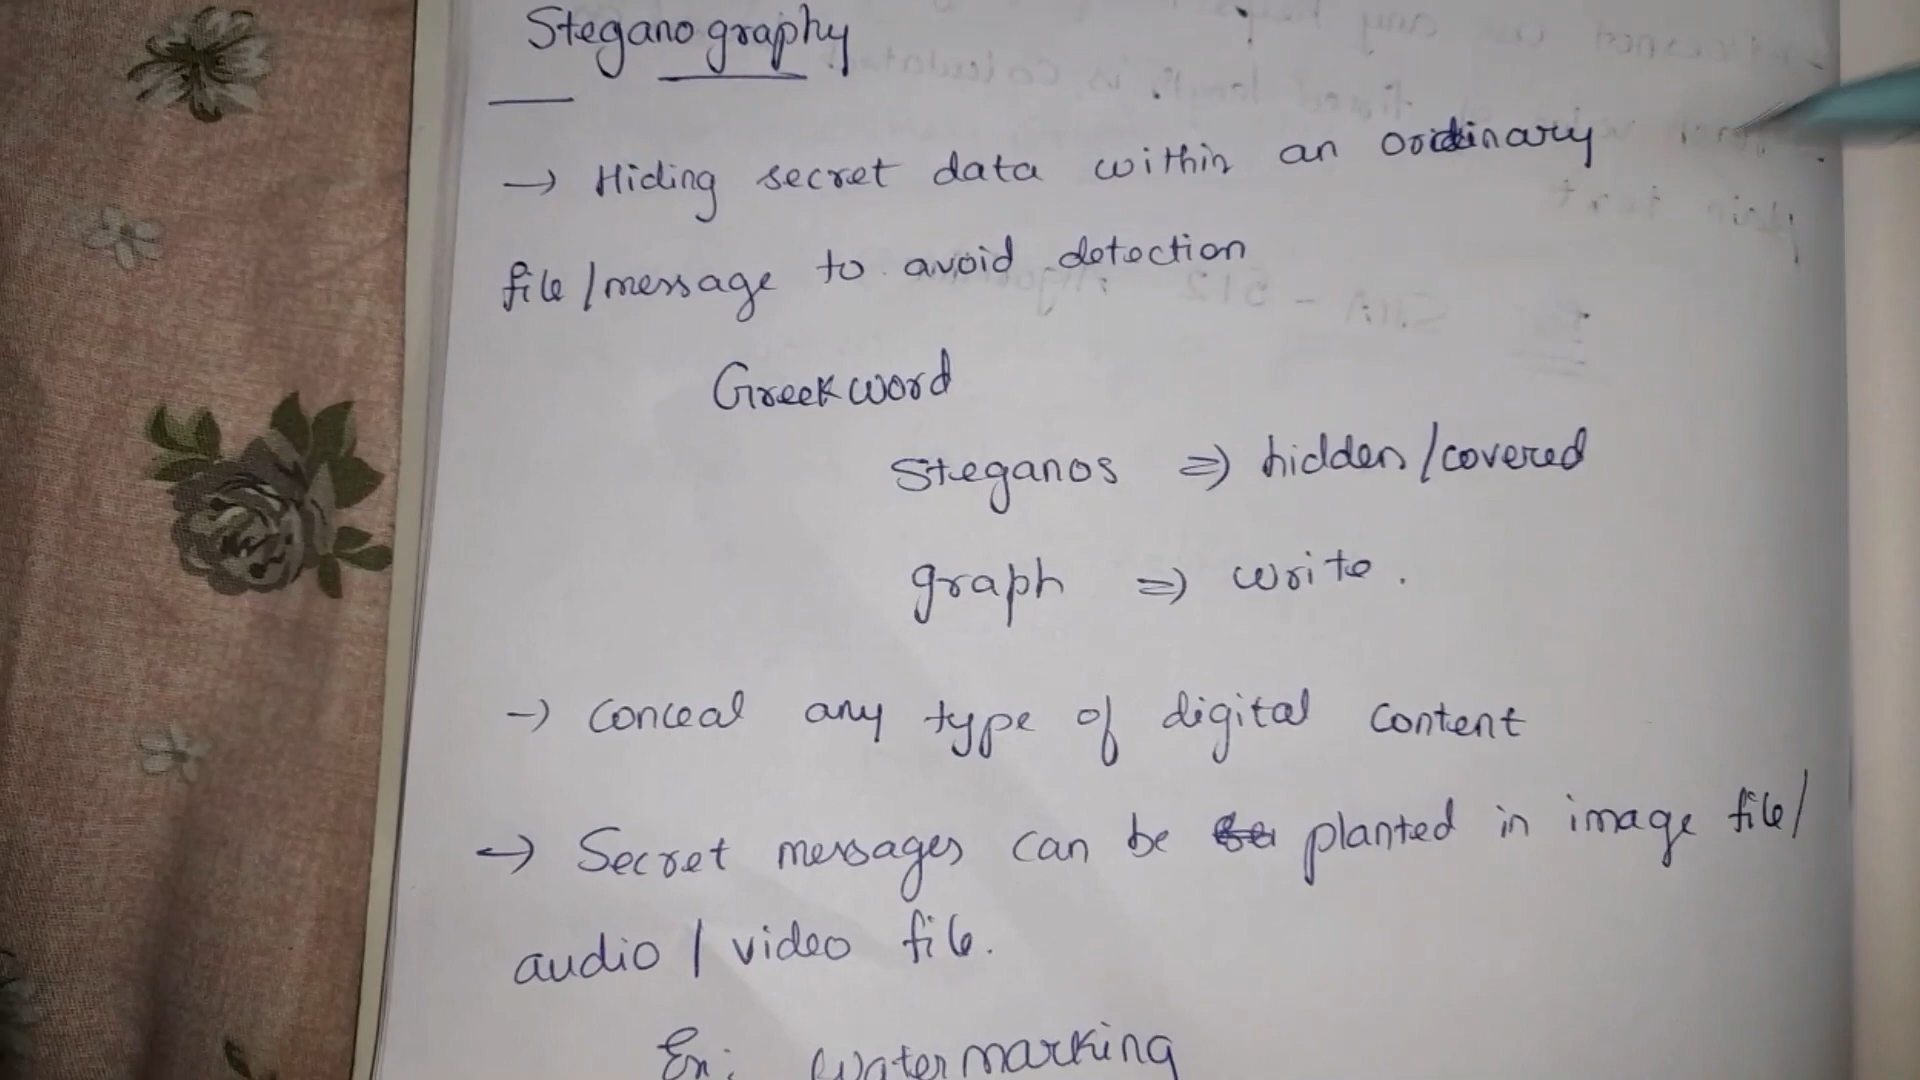 Steganography
→ Hiding secret data within an ordinary
file/message to avoid detection
Greek word
Steganos ⇒ hidden/covered
graph ⇒ write.
→ Conceal any type of digital content
→ Secret messages can be planted in image file/
audio/video file.
Ex: Watermarking